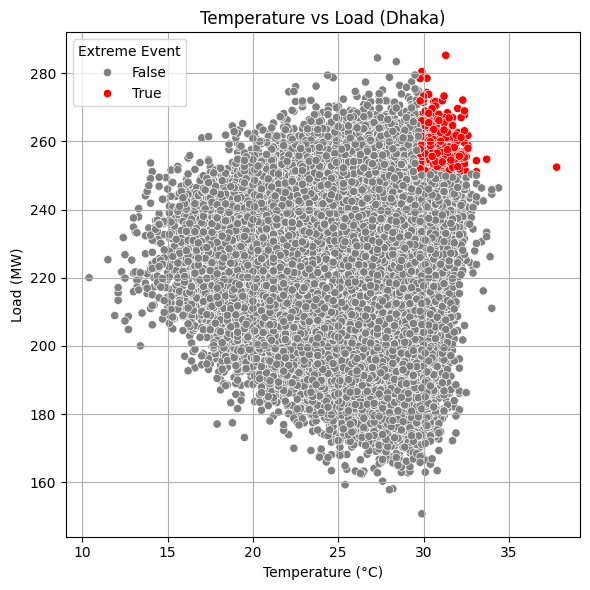 Temperature vs Load (Dhaka)
Extreme Event
False
True
280
260
240
220
200
180
160
Load (MW)
10 15 20 25 30 35
Temperature (°C)